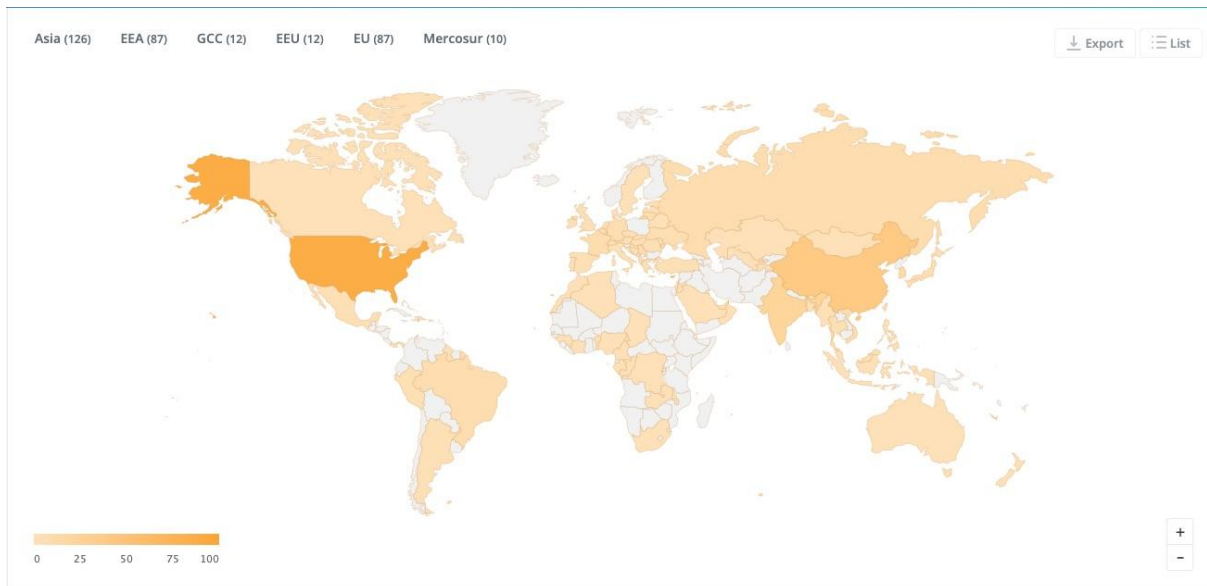 Asia (126) EEA (87) GCC (12) EEU (12) EU (87) Mercosur (10)
Export List
0 25 50 75 100
+
-